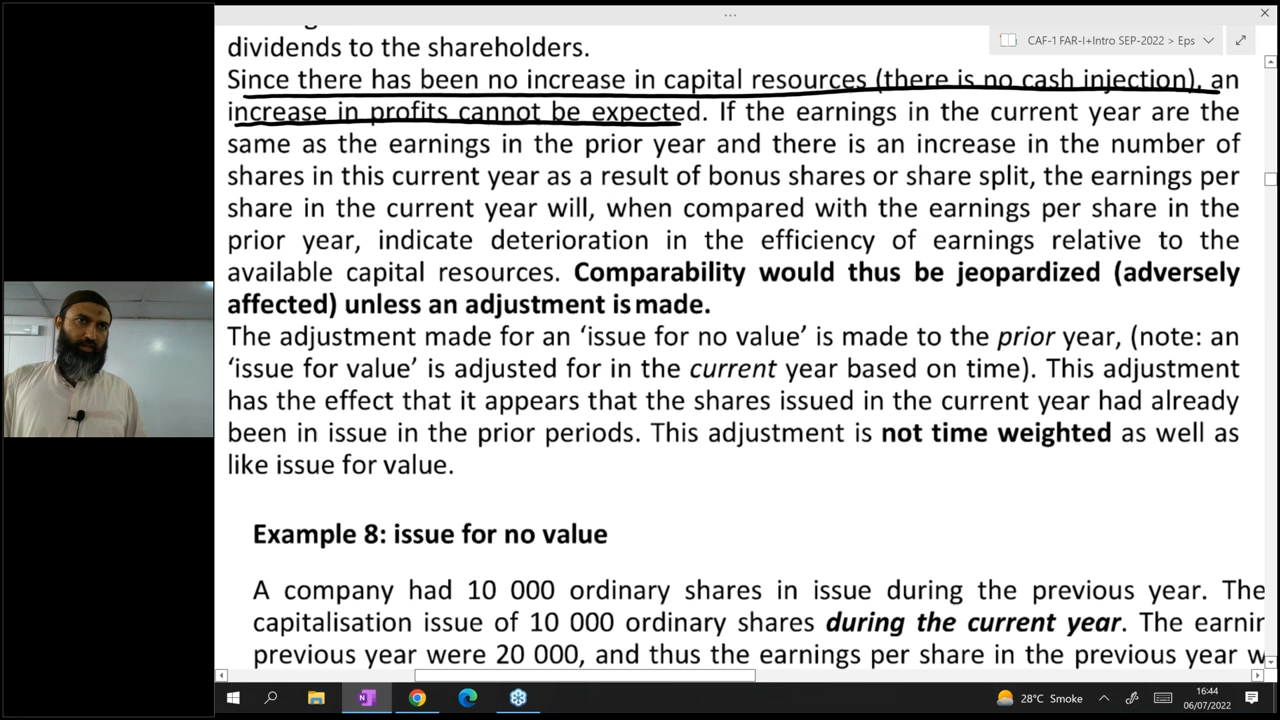 CAF-1 FAR-I+Intro SEP-2022 > Eps
dividends to the shareholders.
Since there has been no increase in capital resources (there is no cash injection), an
increase in profits cannot be expected. If the earnings in the current year are the
same as the earnings in the prior year and there is an increase in the number of
shares in this current year as a result of bonus shares or share split, the earnings per
share in the current year will, when compared with the earnings per share in the
prior year, indicate deterioration in the efficiency of earnings relative to the
available capital resources. Comparability would thus be jeopardized (adversely
affected) unless an adjustment is made.
The adjustment made for an ‘issue for no value’ is made to the prior year, (note: an
‘issue for value’ is adjusted for in the current year based on time). This adjustment
has the effect that it appears that the shares issued in the current year had already
been in issue in the prior periods. This adjustment is not time weighted as well as
like issue for value.
Example 8: issue for no value
A company had 10 000 ordinary shares in issue during the previous year. The
capitalisation issue of 10 000 ordinary shares during the current year. The
previous year were 20 000, and thus the earnings per share in the previous year
28°C Smoke
16:44
06/07/2022